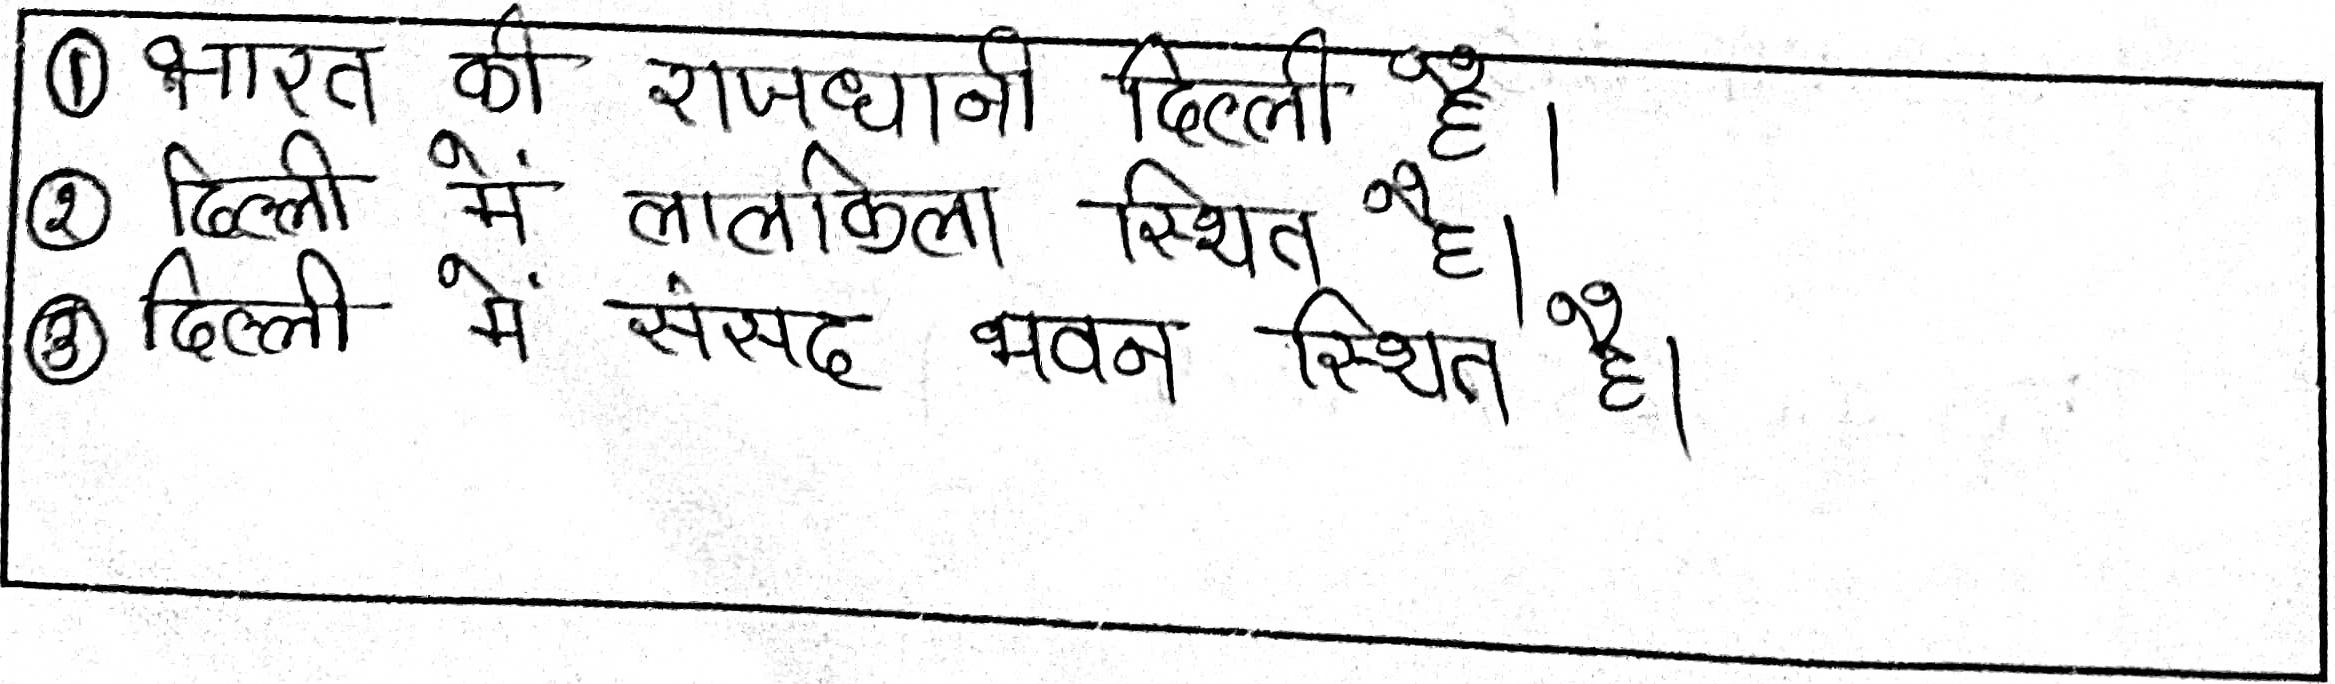 ① भारत की राजधानी दिल्ली है।
② दिल्ली में लालकिला स्थित है।
③ दिल्ली में संसद भवन स्थित है।